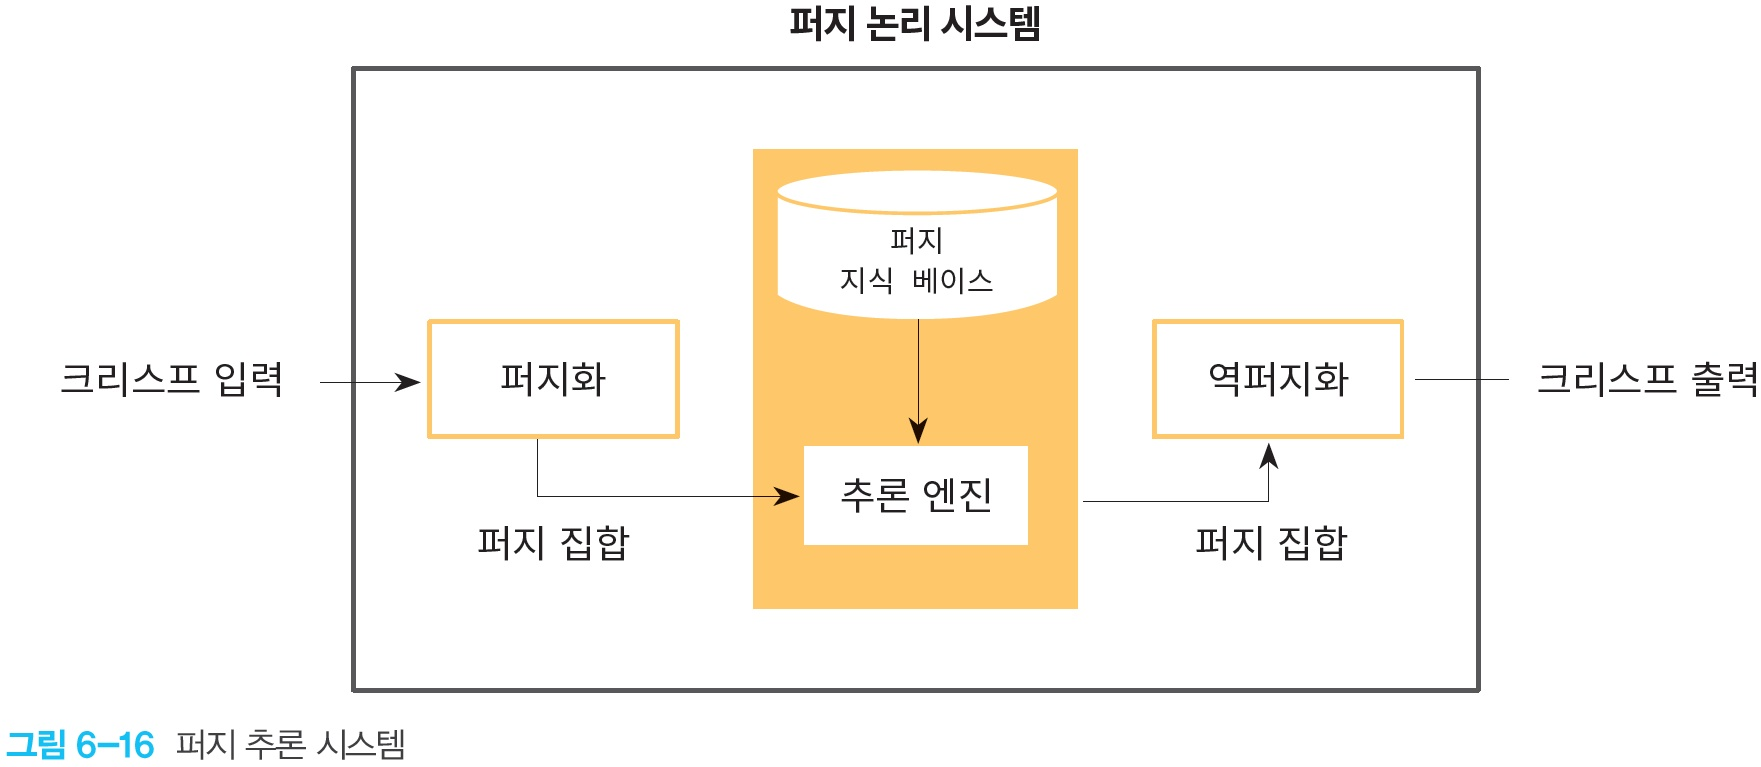 퍼지 논리 시스템
퍼지
지식 베이스
크리스프 입력
퍼지화
역퍼지화
크리스프 출력
추론 엔진
퍼지 집합
퍼지 집합
그림 6-16 퍼지 추론 시스템